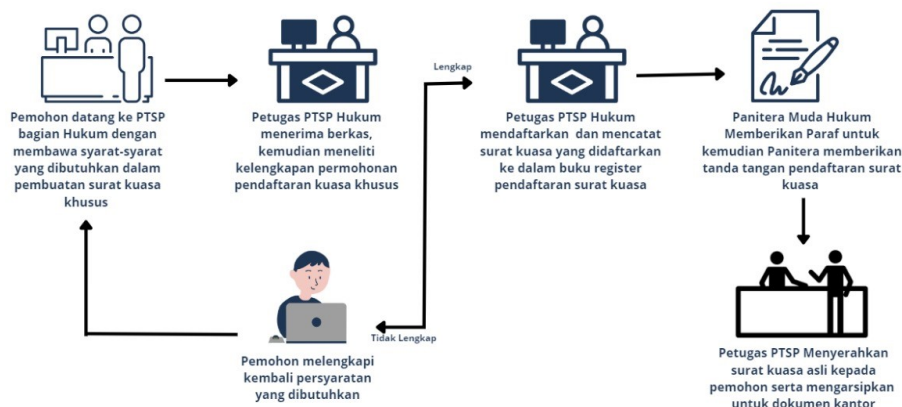 Pemohon datang ke PTSP
bagian Hukum dengan
membawa syarat-syarat
yang dibutuhkan dalam
pembuatan surat kuasa
khusus
Petugas PTSP Hukum
menerima berkas,
kemudian meneliti
kelengkapan permohonan
pendaftaran kuasa khusus
Lengkap
Petugas PTSP Hukum
mendaftarkan dan mencatat
surat kuasa yang didaftarkan
ke dalam buku register
pendaftaran surat kuasa
Panitera Muda Hukum
Memberikan Paraf untuk
kemudian Panitera memberikan
tanda tangan pendaftaran surat
kuasa
Tidak Lengkap
Pemohon melengkapi
kembali persyaratan
yang dibutuhkan
Petugas PTSP Menyerahkan
surat kuasa asli kepada
pemohon serta mengarsipkan
untuk dokumen kantor